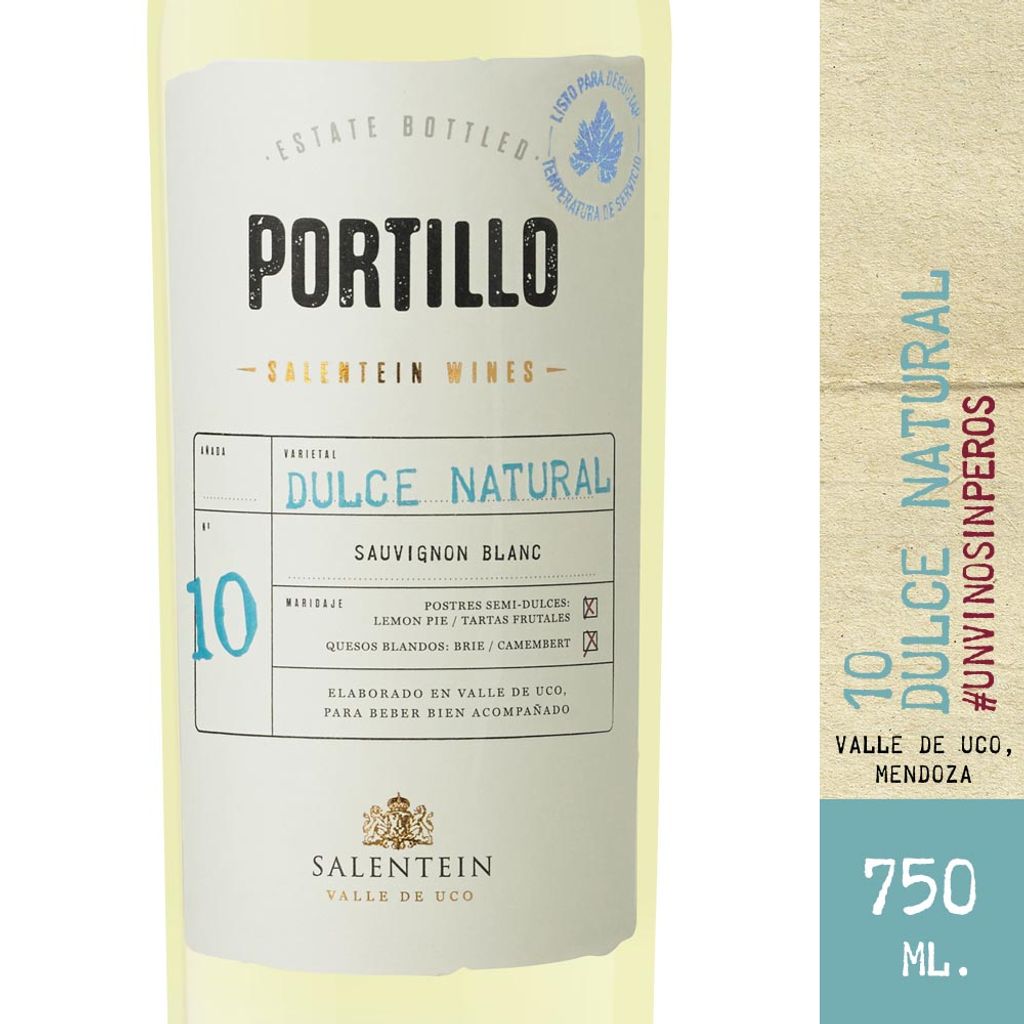 ·ESTATE BOTTLED·
LISTO PARA DEGUSTAR
TEMPERATURA DE SERVICIO
PORTILLO
SALENTEIN WINES
AÑADA
VARIETAL
DULCE NATURAL
Nº
10
SAUVIGNON BLANC
MARIDAJE
POSTRES SEMI-DULCES:
LEMON PIE / TARTAS FRUTALES
QUESOS BLANDOS: BRIE / CAMEMBERT
ELABORADO EN VALLE DE UCO,
PARA BEBER BIEN ACOMPAÑADO
SALENTEIN
VALLE DE UCO
10
DULCE NATURAL
#UNVINOSINPEROS
VALLE DE UCO,
MENDOZA
750
ML.